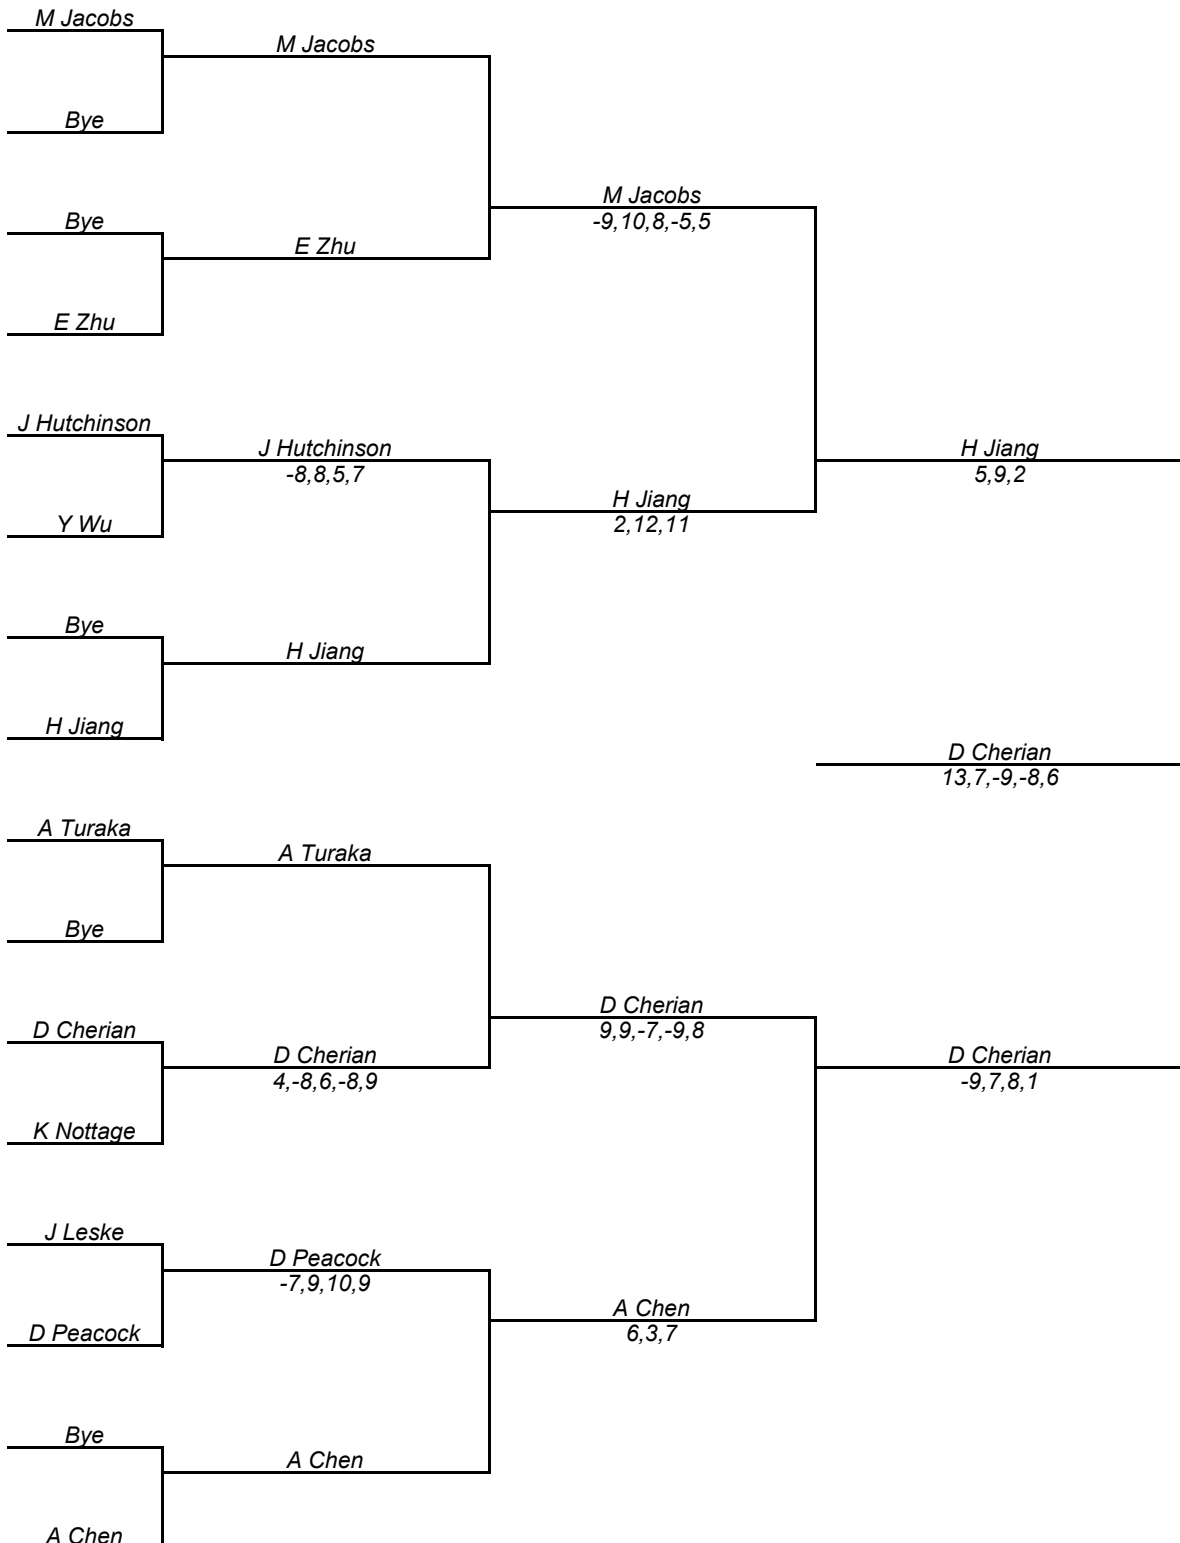 M Jacobs
M Jacobs
Bye
M Jacobs
-9,10,8,-5,5
Bye
E Zhu
E Zhu
J Hutchinson
J Hutchinson
-8,8,5,7
H Jiang
5,9,2
H Jiang
2,12,11
Y Wu
Bye
H Jiang
H Jiang
D Cherian
13,7,-9,-8,6
A Turaka
A Turaka
Bye
D Cherian
9,9,-7,-9,8
D Cherian
D Cherian
4,-8,6,-8,9
D Cherian
-9,7,8,1
K Nottage
J Leske
D Peacock
-7,9,10,9
A Chen
6,3,7
D Peacock
Bye
A Chen
A Chen